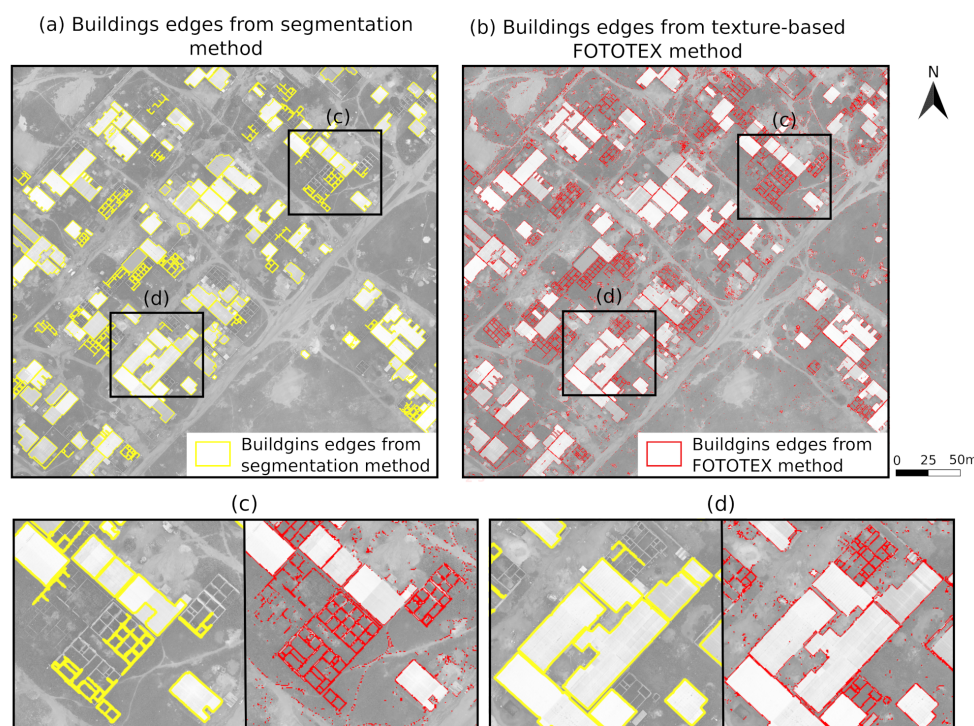 (a) Buildings edges from segmentation
method
(b) Buildings edges from texture-based
FOTOTEX method
N
(c)
(d)
Buildgins edges from
segmentation method
(c)
(d)
Buildgins edges from
FOTOTEX method
0 25 50m
(c)
(d)